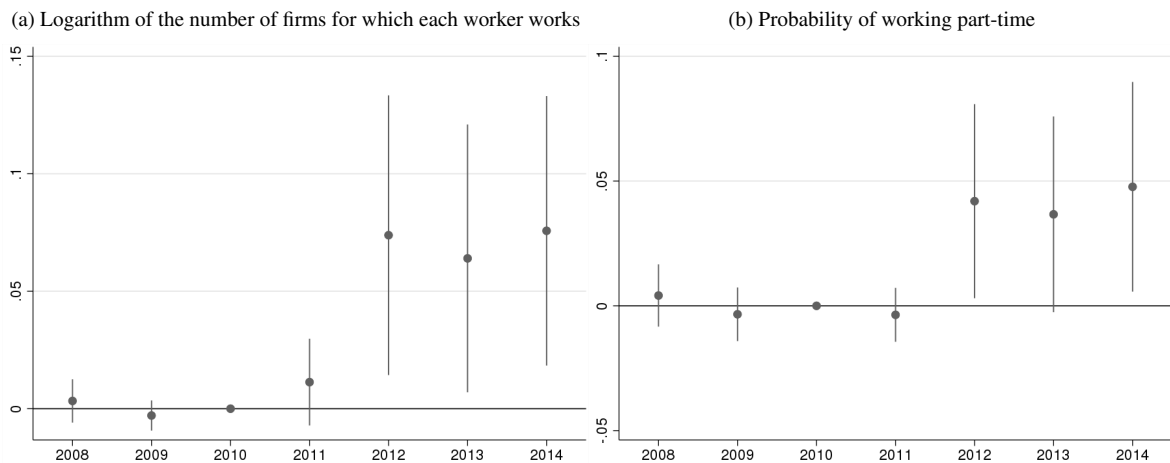 (a) Logarithm of the number of firms for which each worker works
.15
.1
.05
0
2008 2009 2010 2011 2012 2013 2014
(b) Probability of working part-time
.1
.05
0
-.05
2008 2009 2010 2011 2012 2013 2014